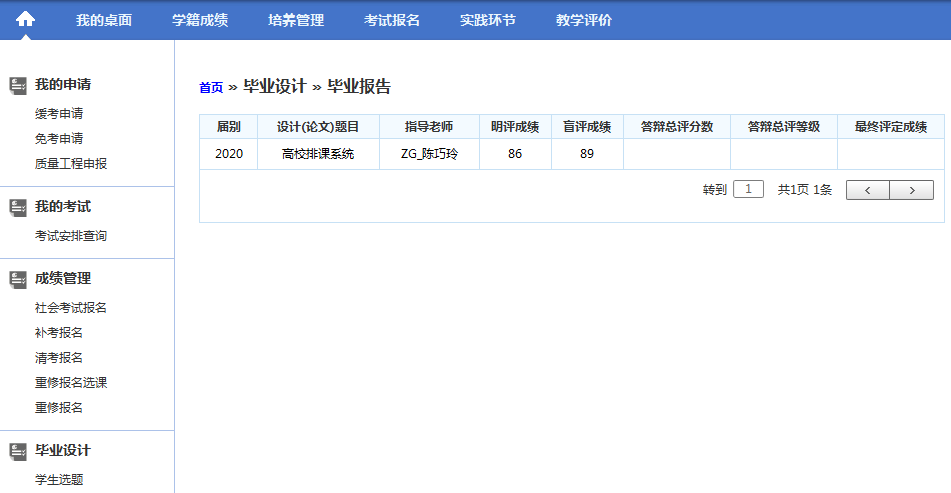 我的桌面 学籍成绩 培养管理 考试报名 实践环节 教学评价
我的申请
缓考申请
免考申请
质量工程申报
我的考试
考试安排查询
成绩管理
社会考试报名
补考报名
清考报名
重修报名选课
重修报名
毕业设计
学生选题
首页 » 毕业设计 » 毕业报告
届别 设计(论文)题目 指导老师 明评成绩 盲评成绩 答辩总评分数 答辩总评等级 最终评定成绩
2020 高校排课系统 ZG_陈巧玲 86 89
转到 1 共1页 1条 < >